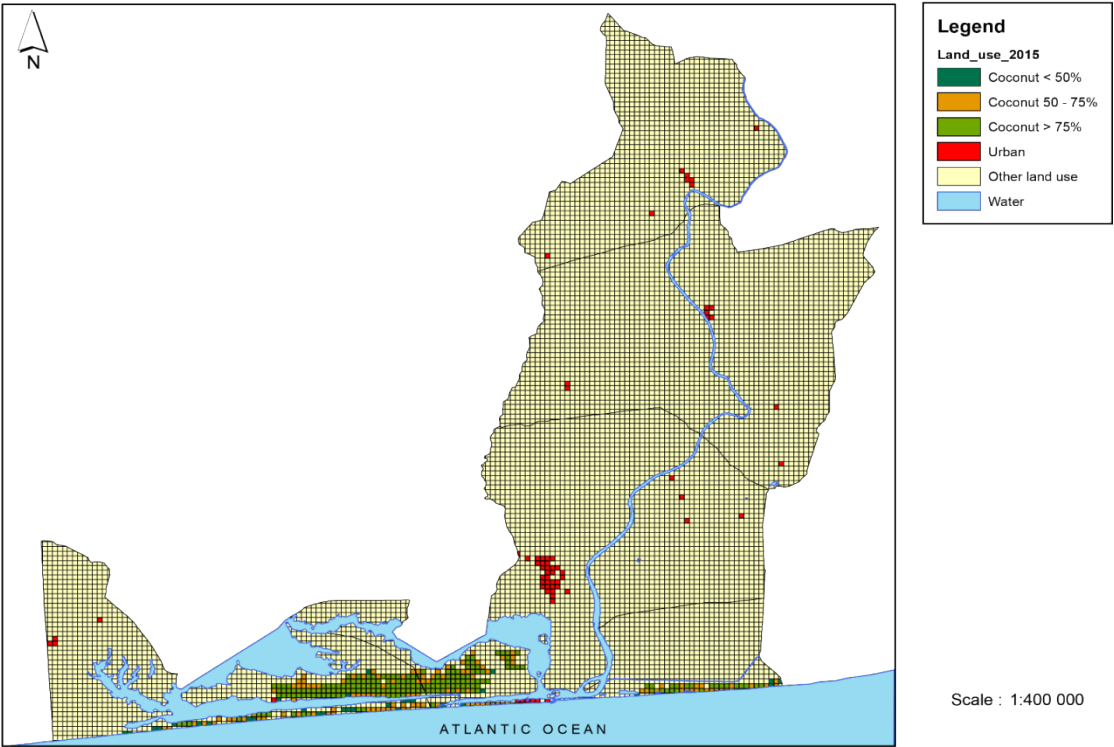 N
Legend
Land_use_2015
Coconut < 50%
Coconut 50 - 75%
Coconut > 75%
Urban
Other land use
Water
Scale : 1:400 000
ATLANTIC OCEAN